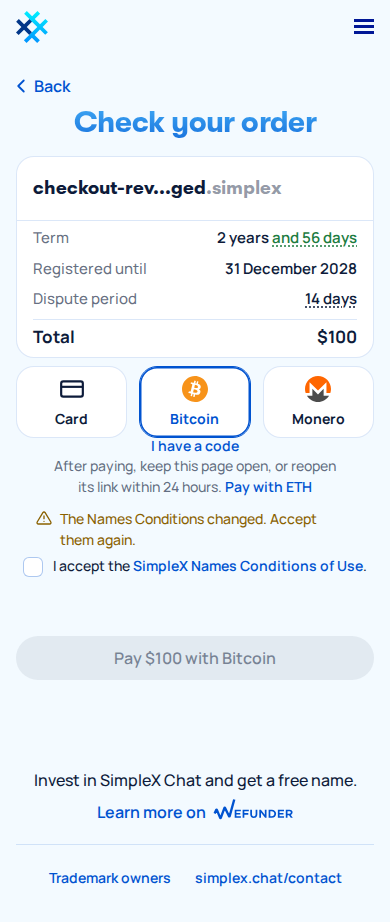 Back
Check your order
checkout-rev...ged.simplex
Term 2 years and 56 days
Registered until 31 December 2028
Dispute period 14 days
Total $100
Card Bitcoin Monero
I have a code
After paying, keep this page open, or reopen
its link within 24 hours. Pay with ETH
The Names Conditions changed. Accept
them again.
I accept the SimpleX Names Conditions of Use.
Pay $100 with Bitcoin
Invest in SimpleX Chat and get a free name.
Learn more on WEFUNDER
Trademark owners simplex.chat/contact